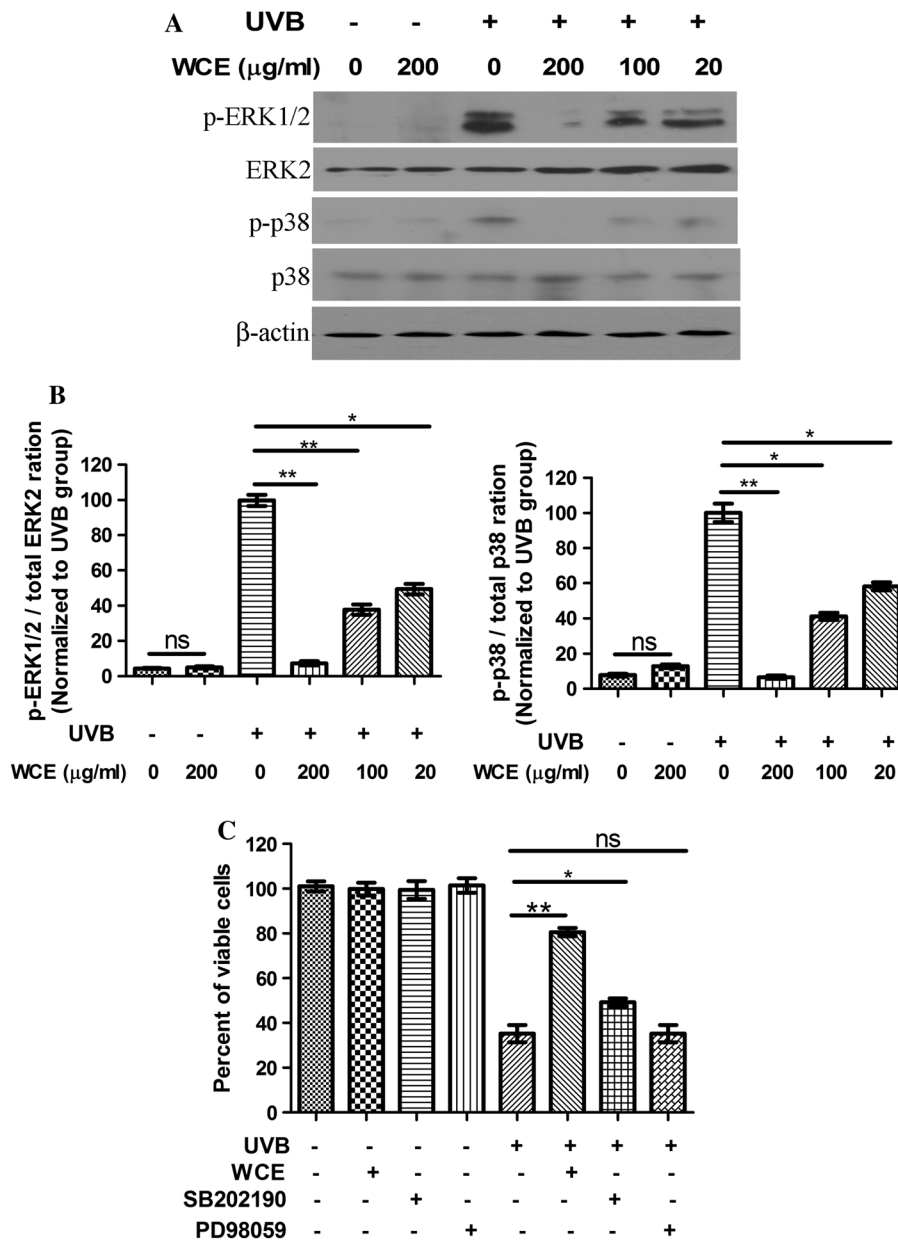 A UVB - - + + + +
WCE (μg/ml) 0 200 0 200 100 20
p-ERK1/2
ERK2
p-p38
p38
β-actin
B
p-ERK1/2 / total ERK2 ration
(Normalized to UVB group)
120
100
80
60
40
20
0
ns
**
**
*
UVB - - + + + +
WCE (μg/ml) 0 200 0 200 100 20
p-p38 / total p38 ration
(Normalized to UVB group)
120
100
80
60
40
20
0
ns
**
*
*
UVB - - + + + +
WCE (μg/ml) 0 200 0 200 100 20
C
Percent of viable cells
120
100
80
60
40
20
0
ns
*
**
UVB - - - - + + + +
WCE - + - - - + - -
SB202190 - - + - - - + -
PD98059 - - - + - - - +